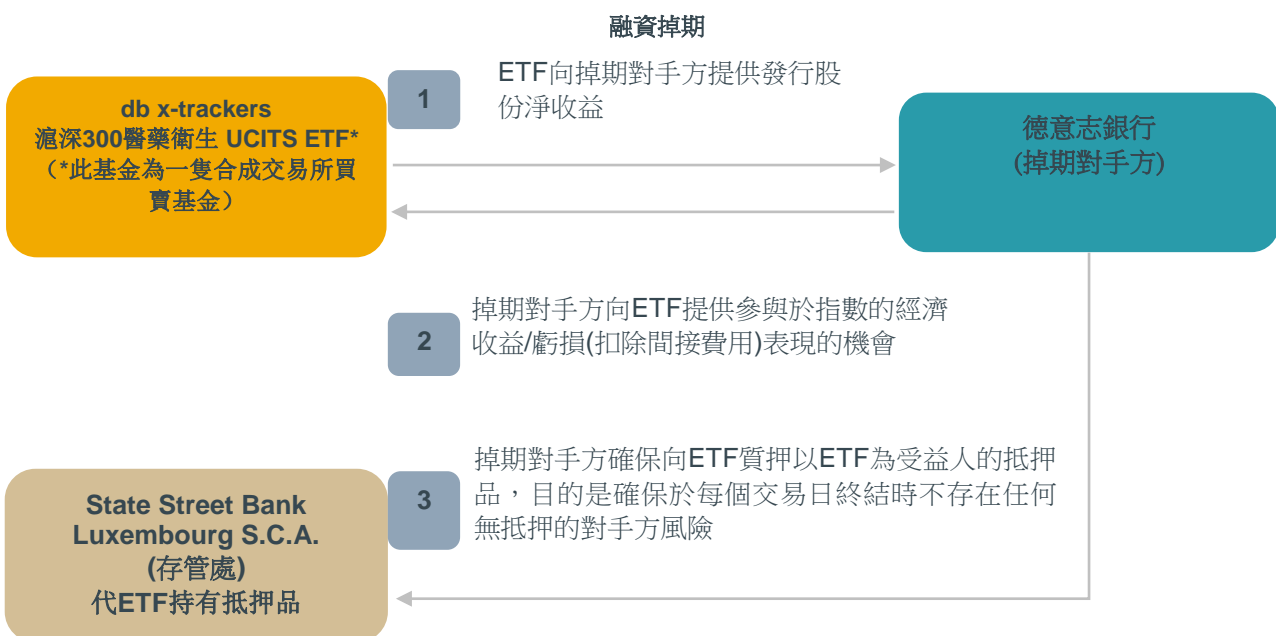 融資掉期
db x-trackers
滬深300醫藥衛生 UCITS ETF*
（*此基金為一隻合成交易所買
賣基金）
1
ETF向掉期對手方提供發行股
份淨收益
德意志銀行
(掉期對手方)
2
掉期對手方向ETF提供參與於指數的經濟
收益/虧損(扣除間接費用)表現的機會
3
掉期對手方確保向ETF質押以ETF為受益人的抵押
品，目的是確保於每個交易日終結時不存在任何
無抵押的對手方風險
State Street Bank
Luxembourg S.C.A.
(存管處)
代ETF持有抵押品